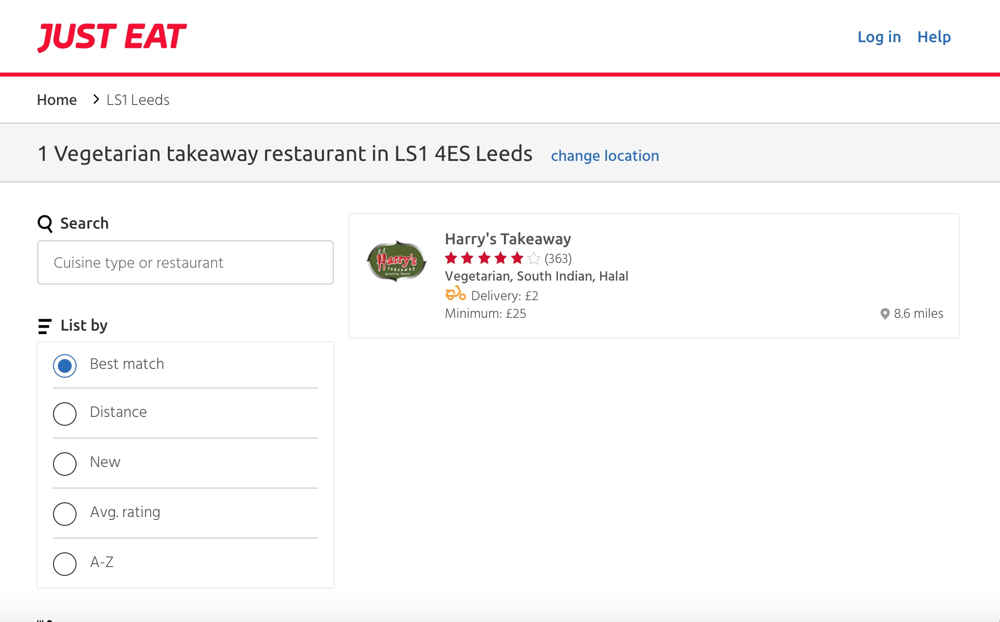 JUST EAT
Log in Help
Home > LS1 Leeds
1 Vegetarian takeaway restaurant in LS1 4ES Leeds change location
Search
Cuisine type or restaurant
List by
Best match
Distance
New
Avg. rating
A-Z
Harry's
takeaway
Harry's Takeaway
(363)
Vegetarian, South Indian, Halal
Delivery: £2
Minimum: £25
8.6 miles